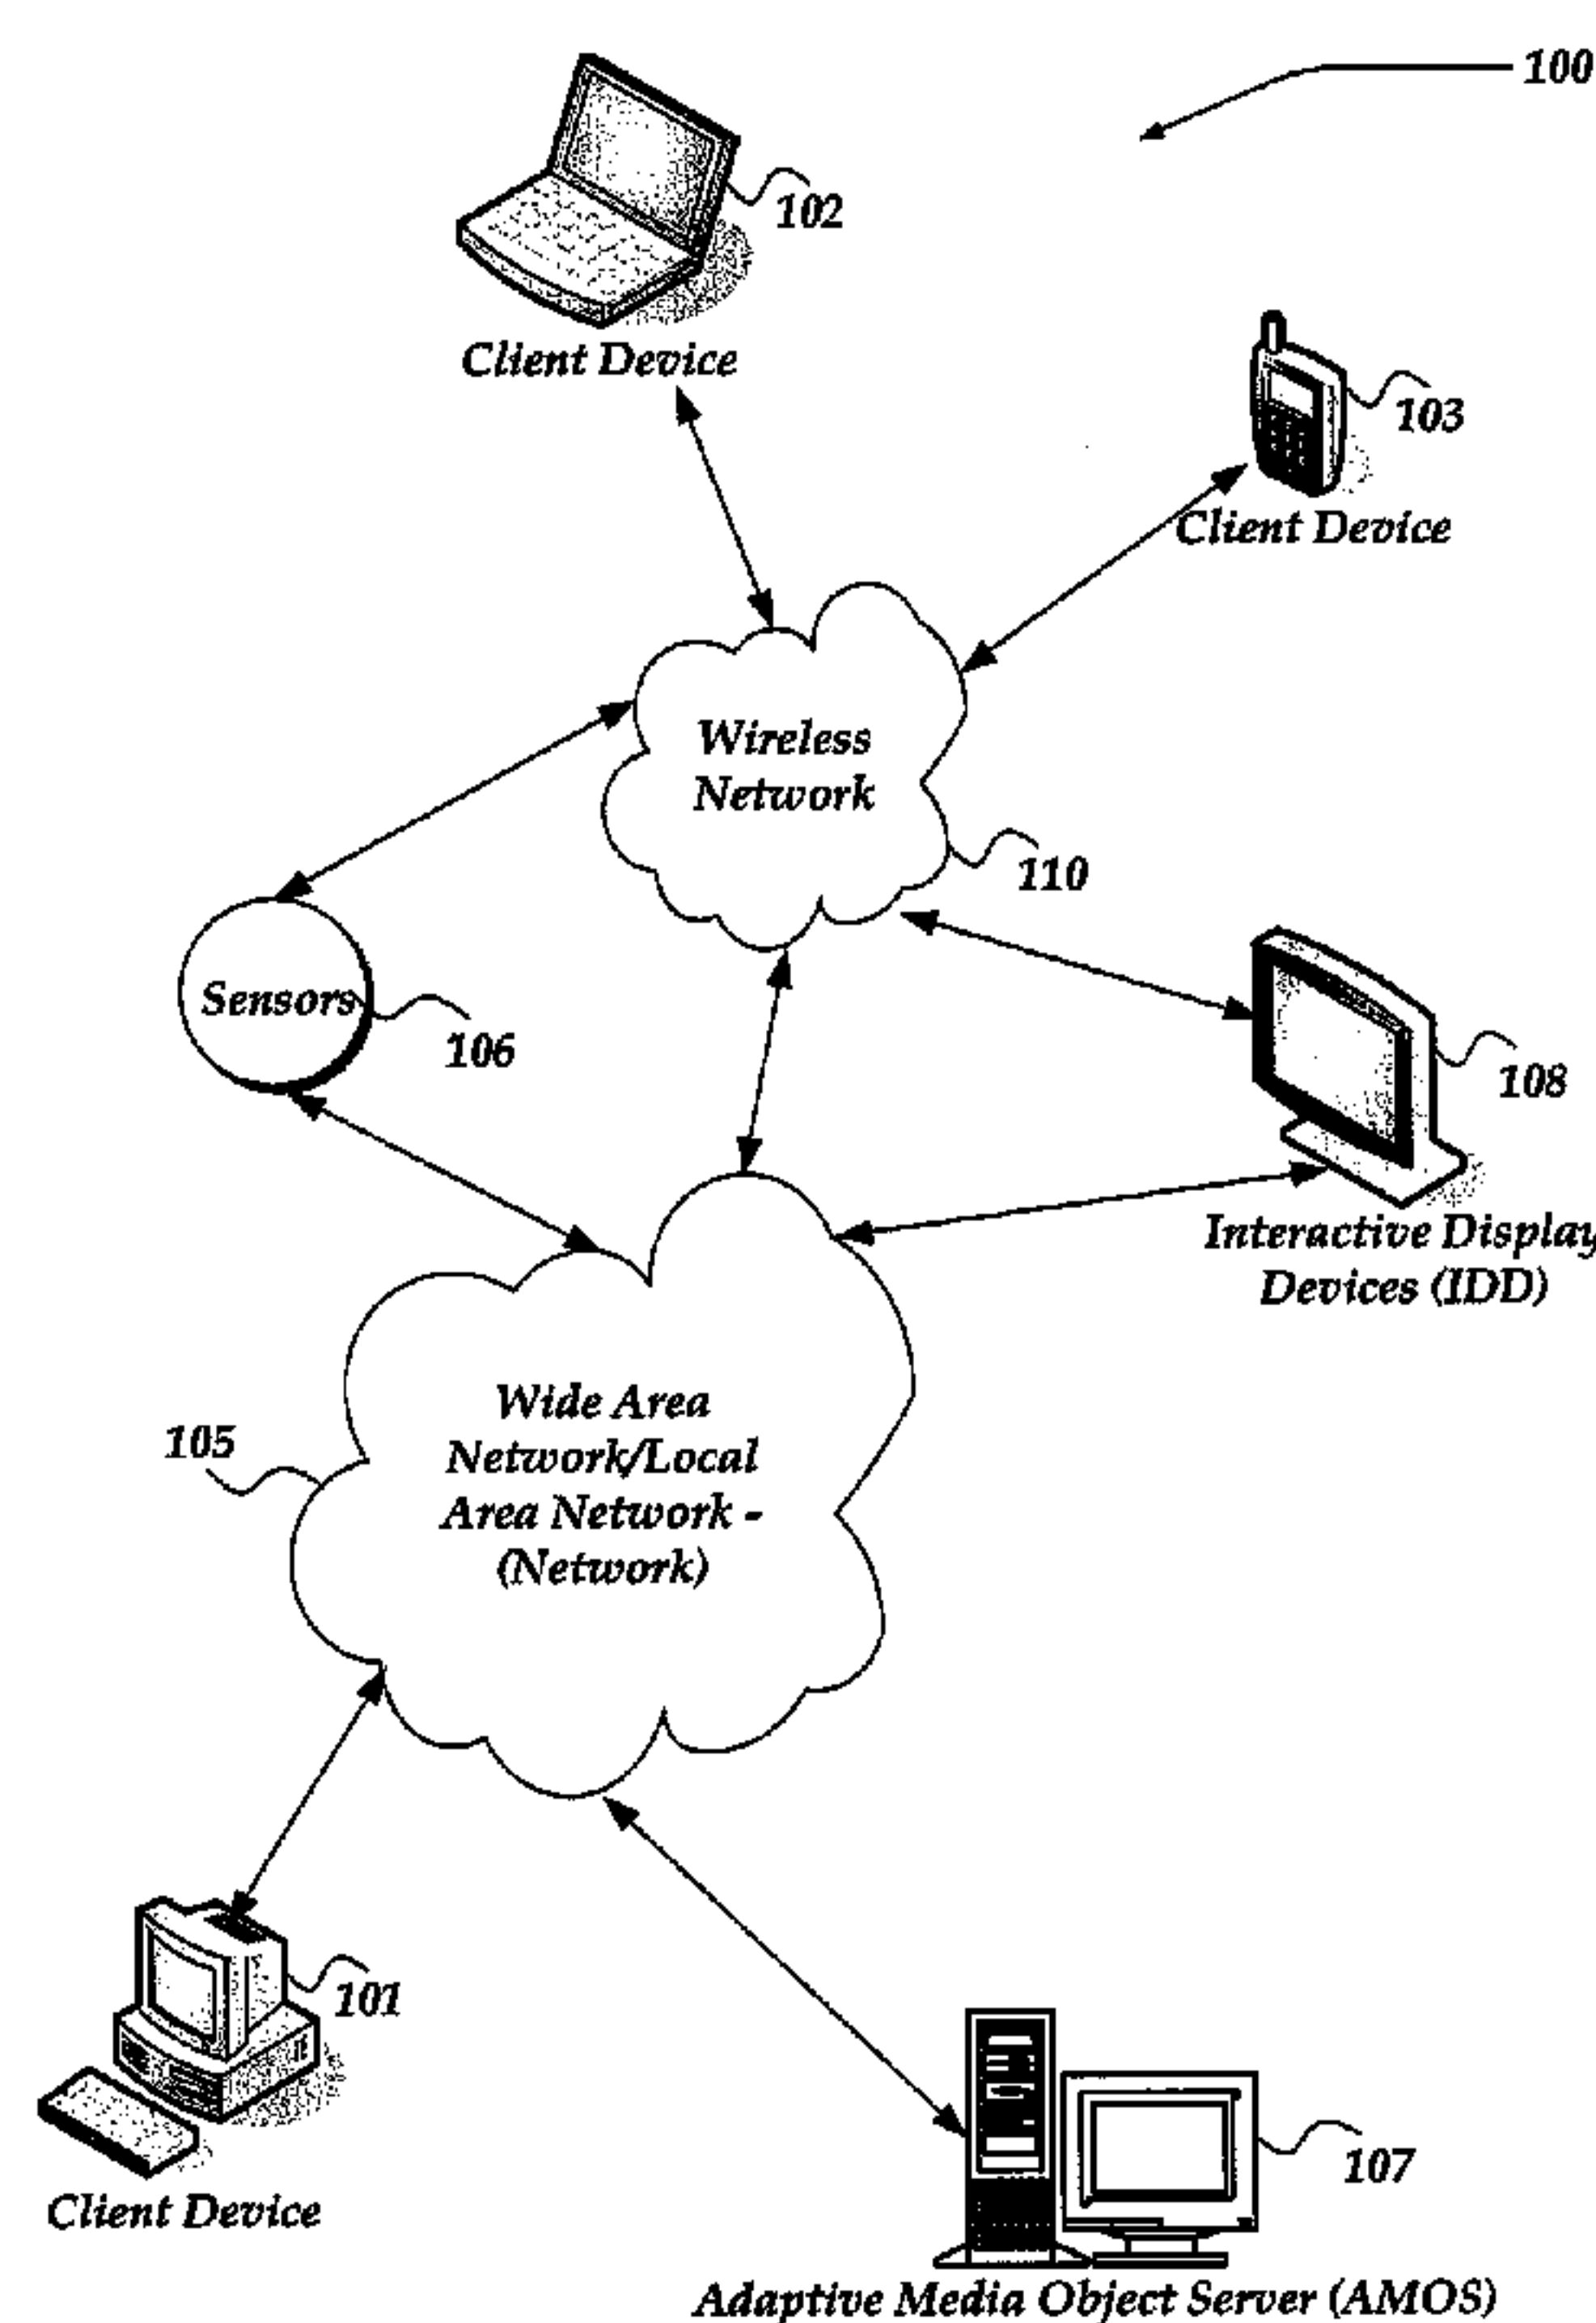 100
102
Client Device
103
Client Device
Wireless
Network
110
Sensors
106
108
Interactive Display
Devices (IDD)
Wide Area
Network/Local
Area Network -
(Network)
105
101
Client Device
107
Adaptive Media Object Server (AMOS)